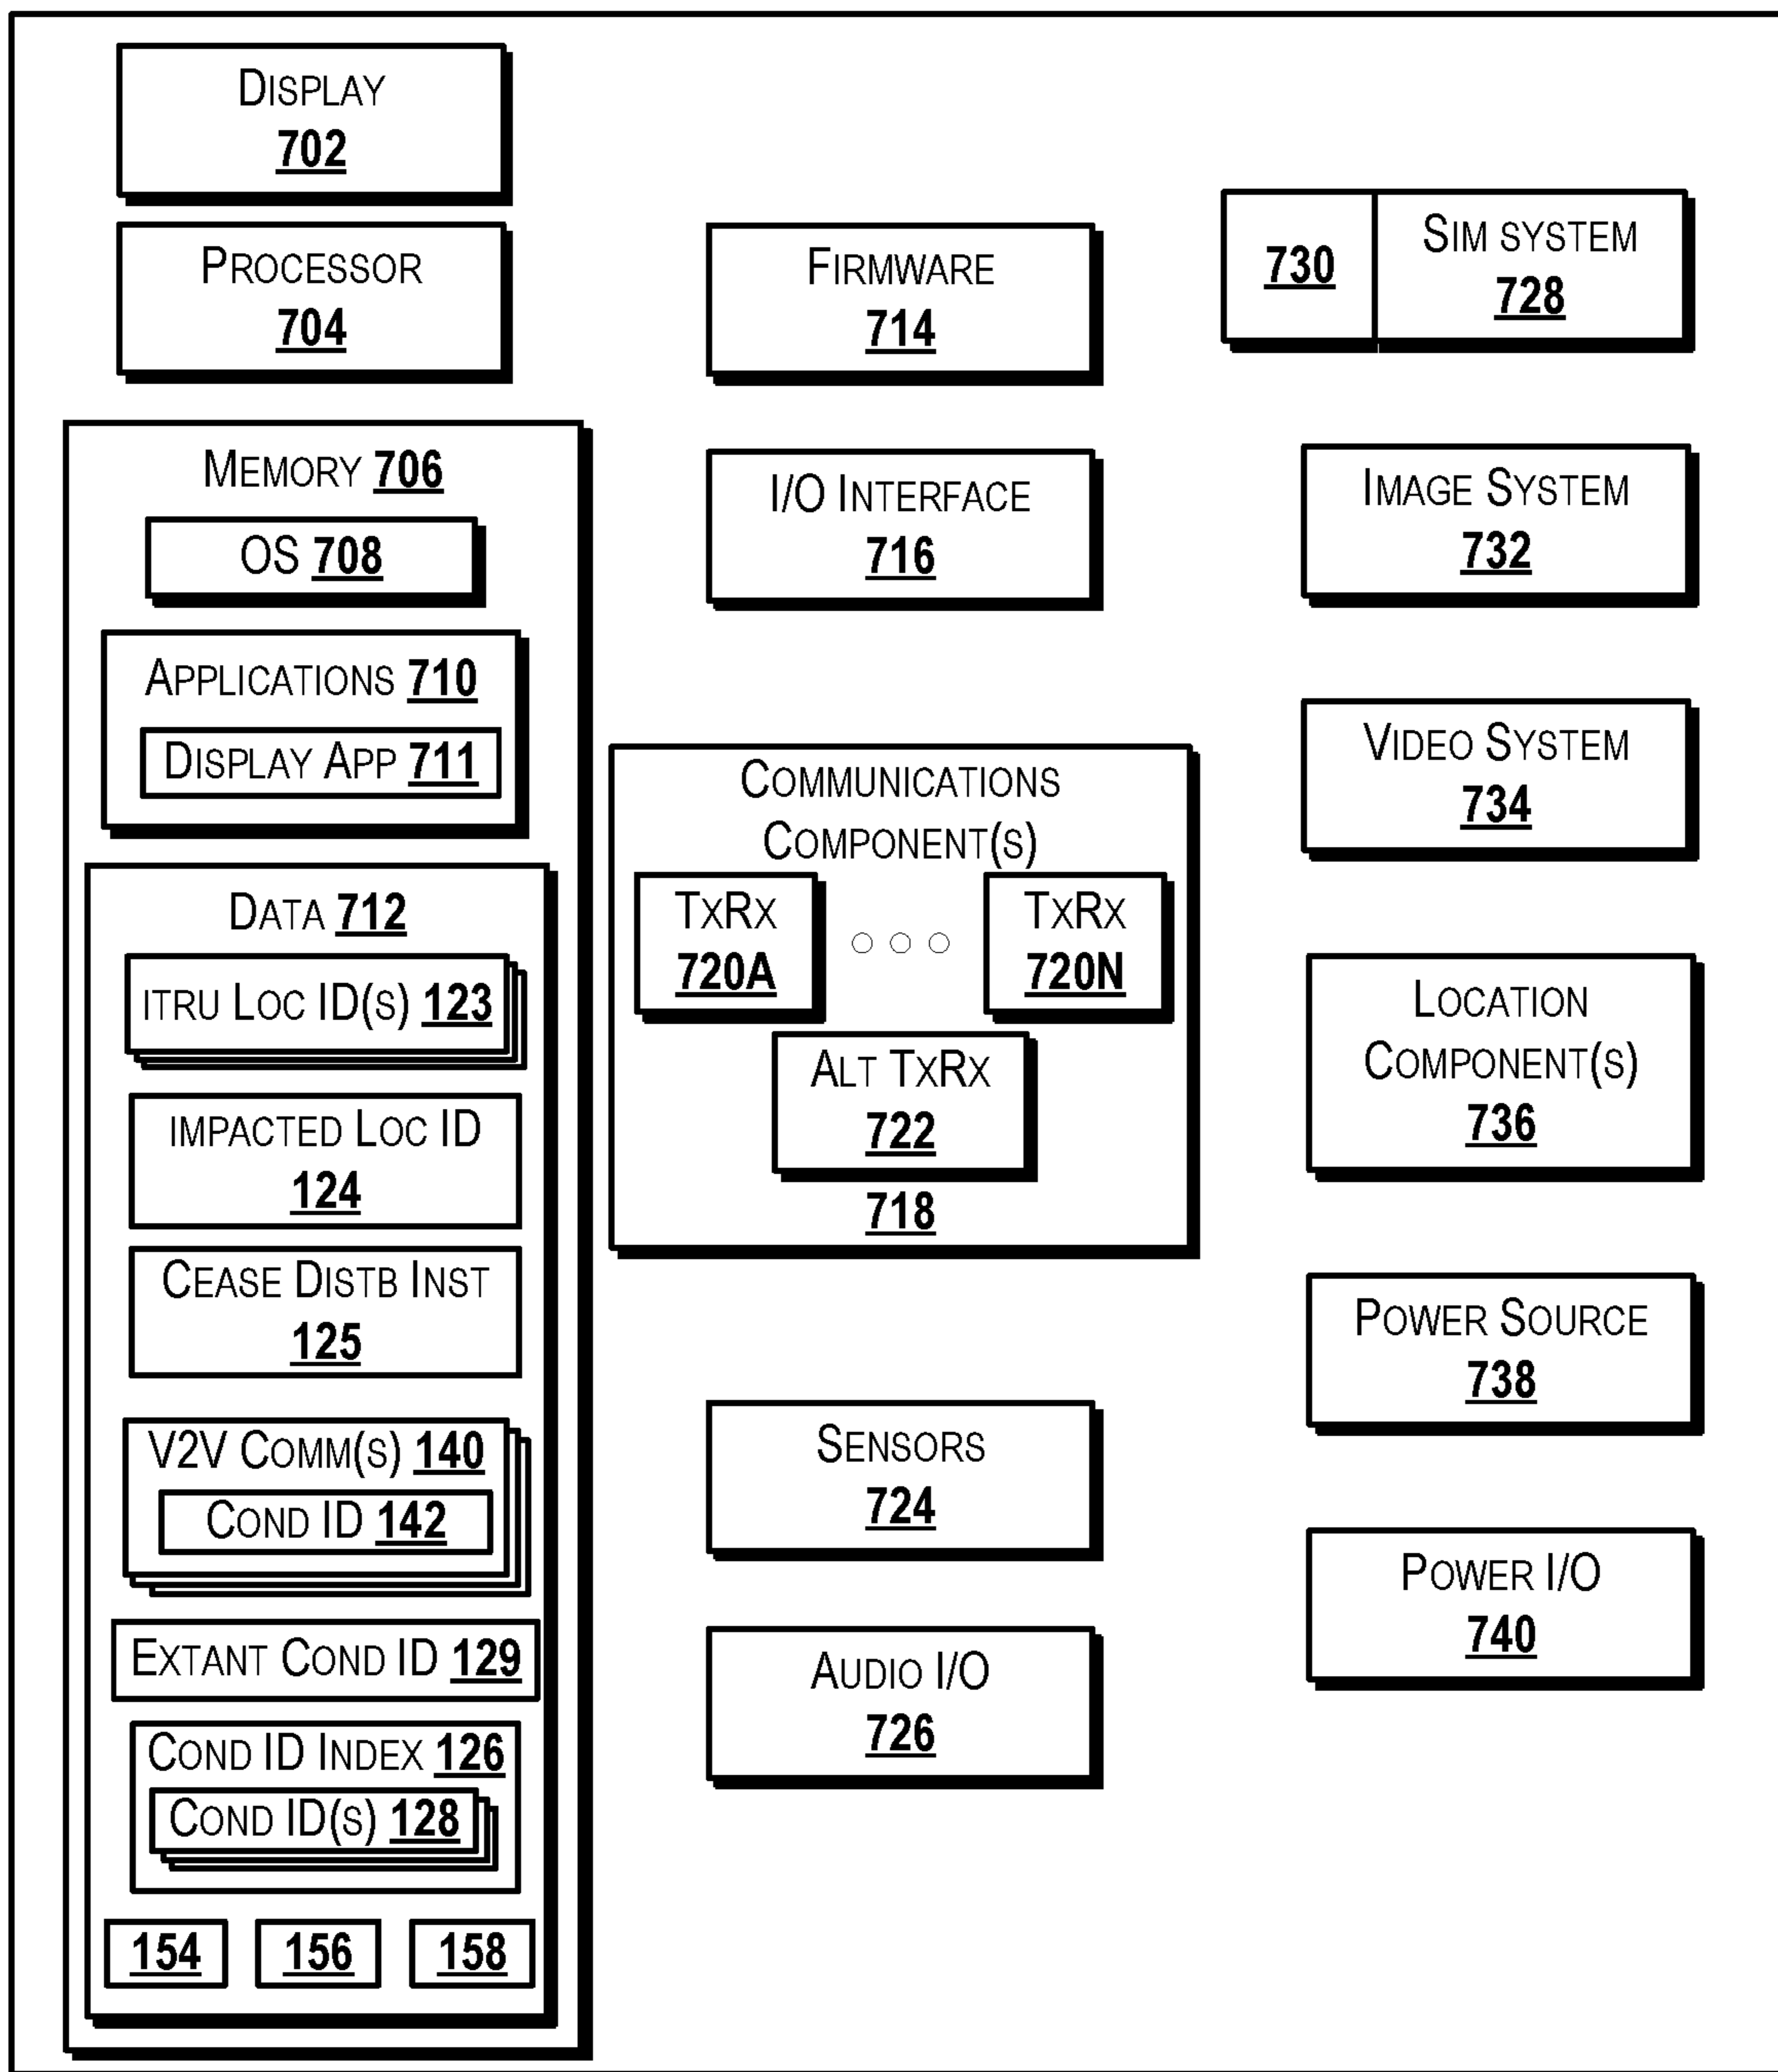 DISPLAY
702
PROCESSOR
704
MEMORY 706
OS 708
APPLICATIONS 710
DISPLAY APP 711
DATA 712
ITRU LOC ID(S) 123
IMPACTED LOC ID
124
CEASE DISTB INST
125
V2V COMM(S) 140
COND ID 142
EXTANT COND ID 129
COND ID INDEX 126
COND ID(S) 128
154 156 158
FIRMWARE
714
I/O INTERFACE
716
COMMUNICATIONS
COMPONENT(S)
TXRX
720A
TXRX
720N
ALT TXRX
722
718
SENSORS
724
AUDIO I/O
726
730
SIM SYSTEM
728
IMAGE SYSTEM
732
VIDEO SYSTEM
734
LOCATION
COMPONENT(S)
736
POWER SOURCE
738
POWER I/O
740